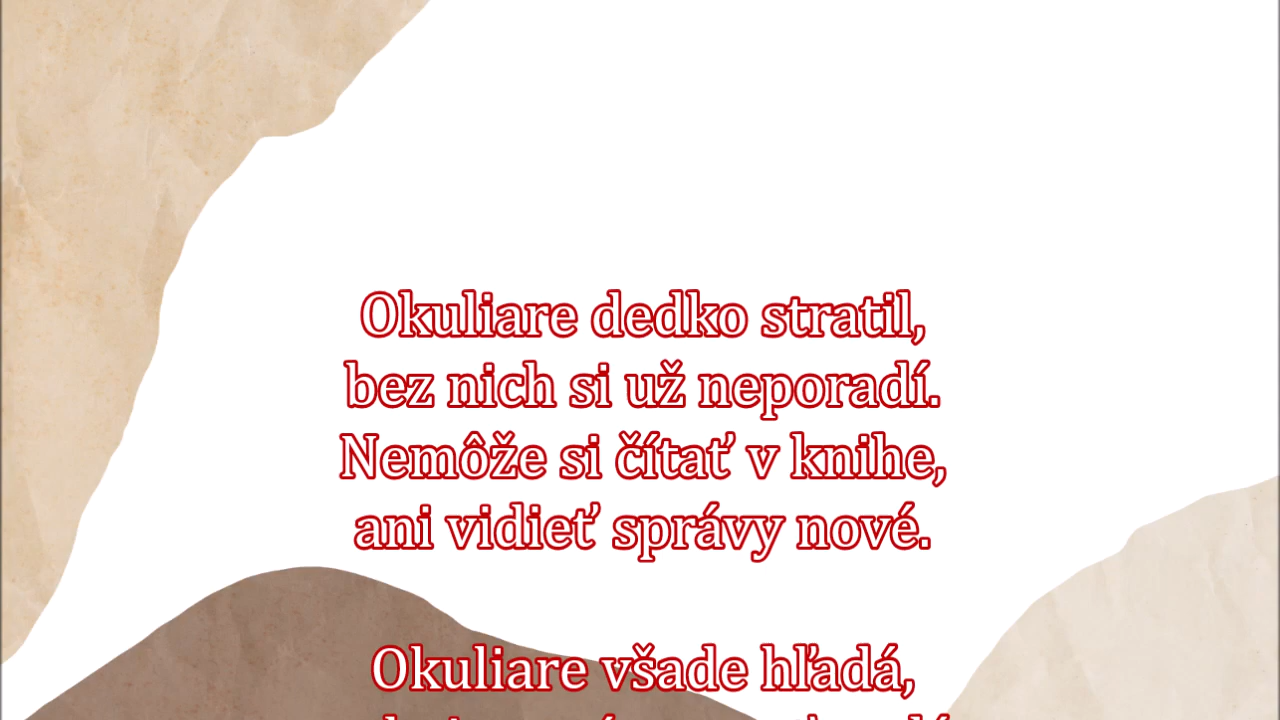 Okuliare dedko stratil,
bez nich si už neporadí.
Nemôže si čítať v knihe,
ani vidieť správy nové.
Okuliare všade hľadá,